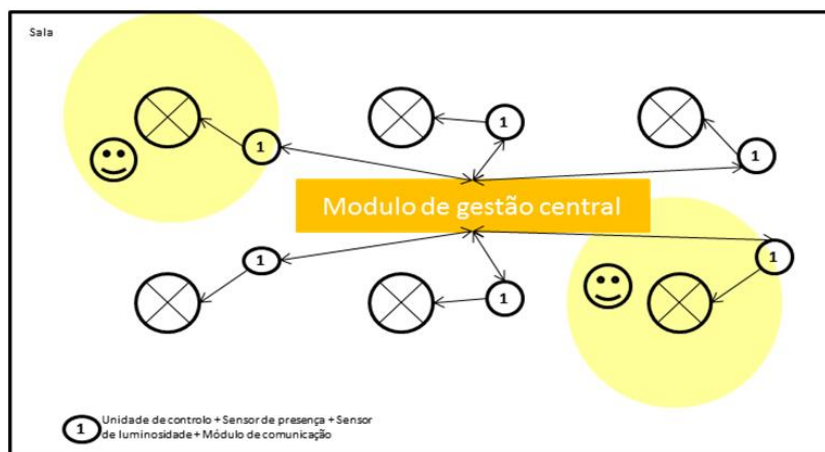 Sala
1
1
1
Modulo de gestão central
1
1
1
1
Unidade de controlo + Sensor de presença + Sensor
de luminosidade + Módulo de comunicação